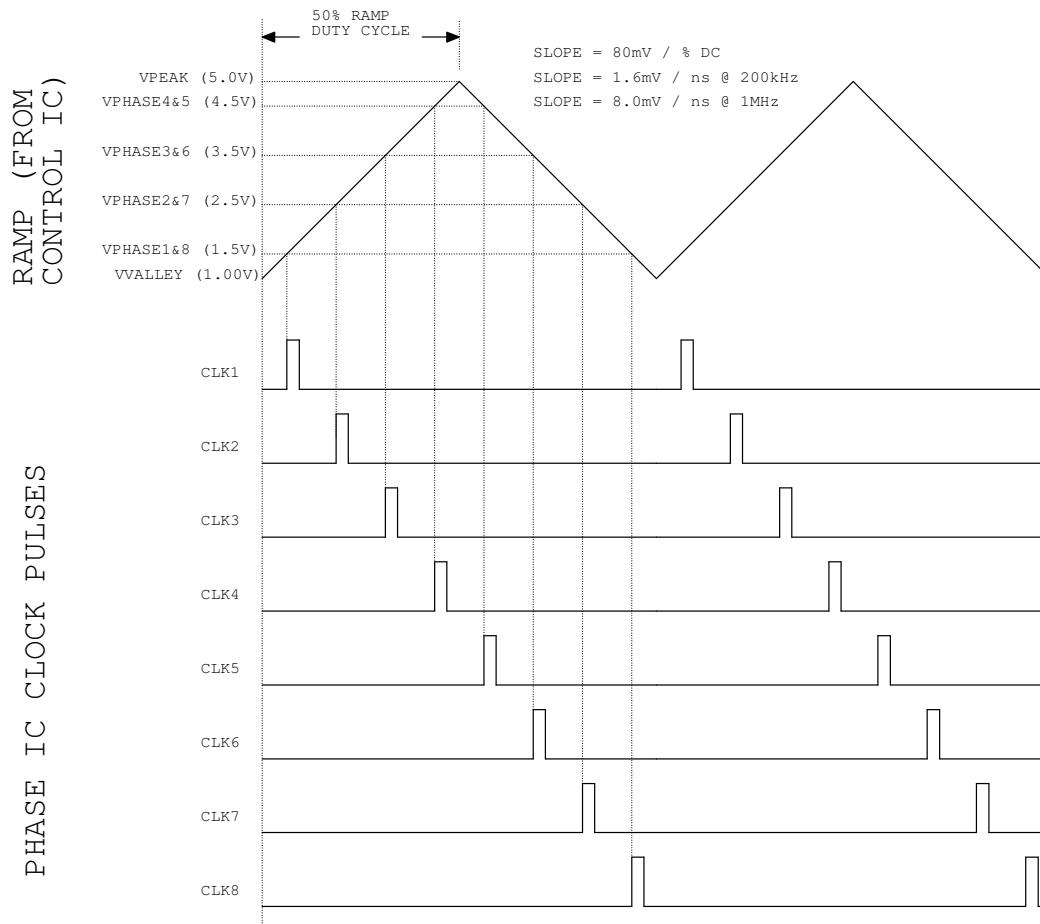 50% RAMP
DUTY CYCLE
SLOPE = 80mV / % DC
SLOPE = 1.6mV / ns @ 200kHz
SLOPE = 8.0mV / ns @ 1MHz
RAMP (FROM
CONTROL IC)
VPEAK (5.0V)
VPHASE4&5 (4.5V)
VPHASE3&6 (3.5V)
VPHASE2&7 (2.5V)
VPHASE1&8 (1.5V)
VVALLEY (1.00V)
PHASE IC CLOCK PULSES
CLK1
CLK2
CLK3
CLK4
CLK5
CLK6
CLK7
CLK8